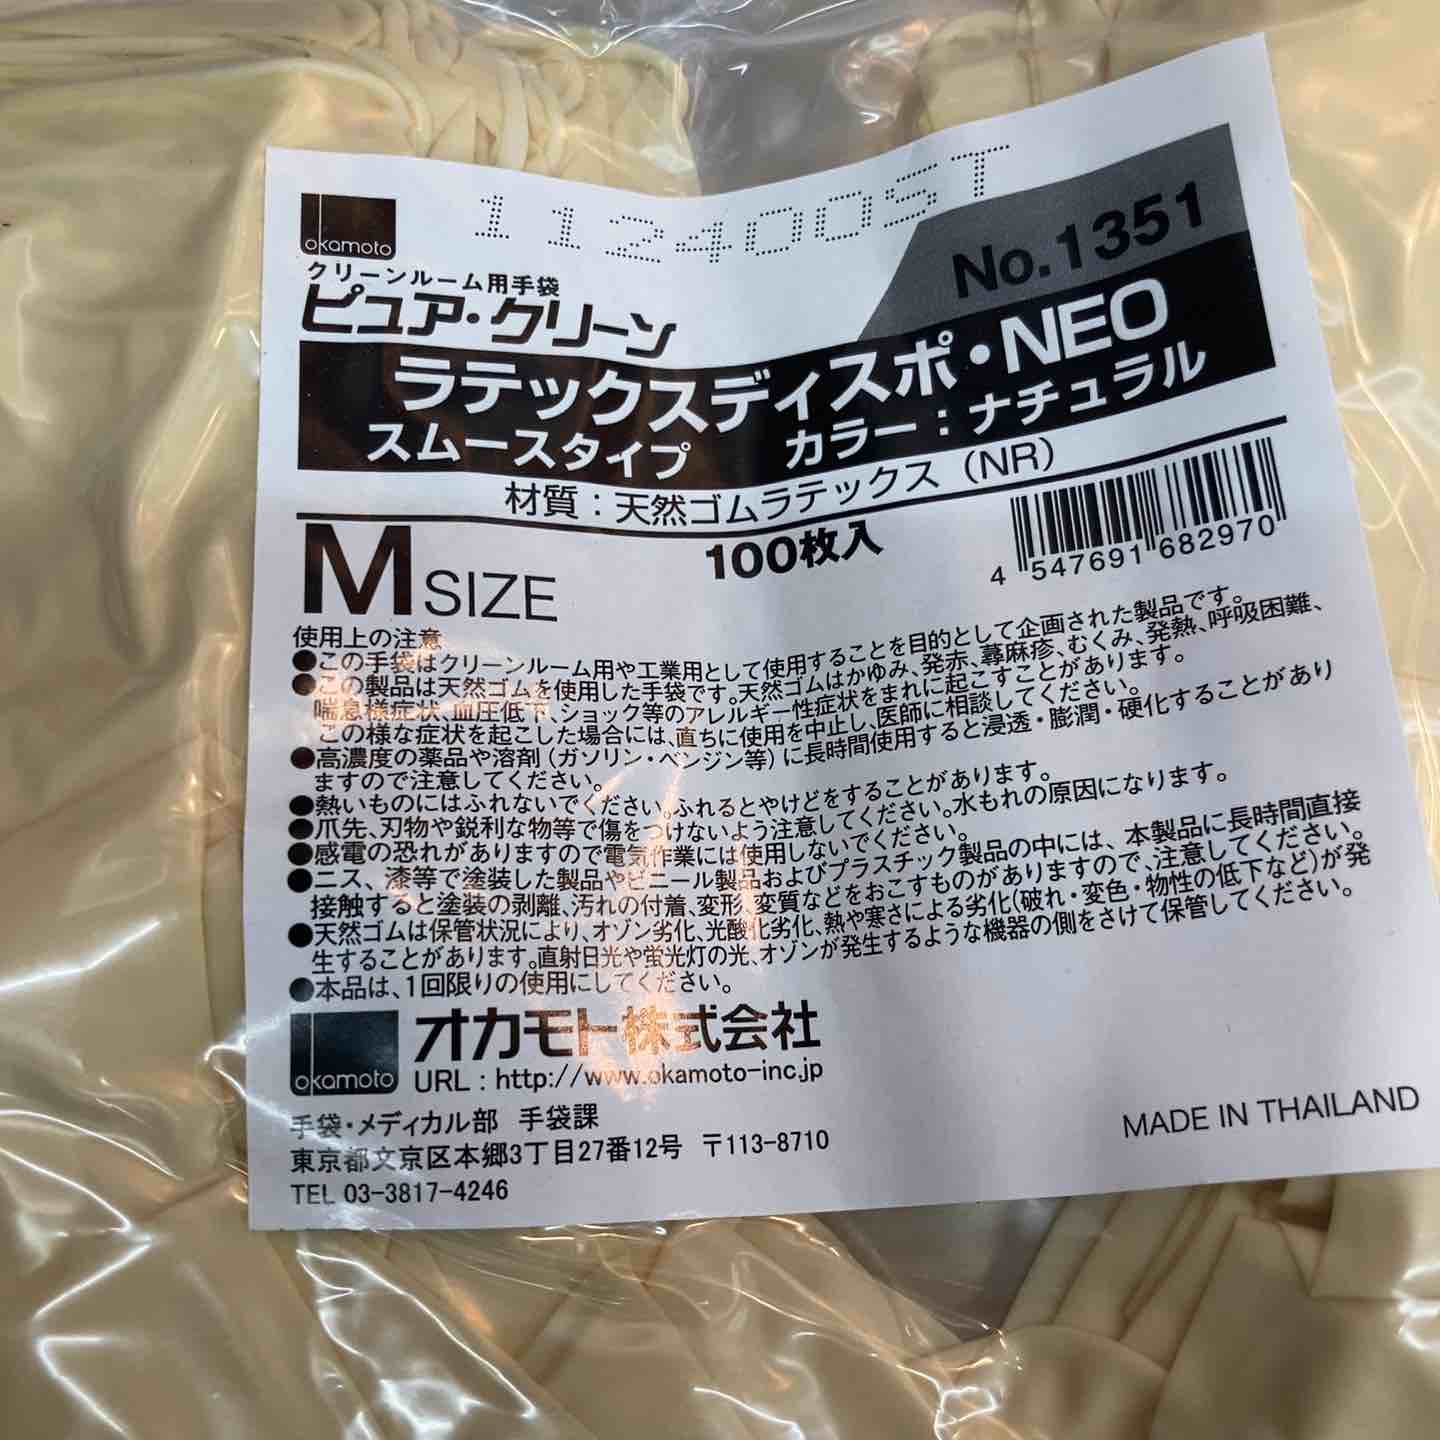 112400ST
okamoto
No.1351
クリーンルーム用手袋
ピュア・クリーン
ラテックスディスポ・NEO
スムースタイプ カラー：ナチュラル
材質：天然ゴムラテックス（NR）
M SIZE
100枚入
4 547691 682970
使用上の注意
●この手袋はクリーンルーム用や工業用として使用することを目的として企画された製品です。
●この製品は天然ゴムを使用した手袋です。天然ゴムはかゆみ、発赤、蕁麻疹、むくみ、発熱、呼吸困難、
喘息様症状、血圧低下、ショック等のアレルギー性症状をまれに起こすことがあります。
この様な症状を起こした場合には、直ちに使用を中止し、医師に相談してください。
●高濃度の薬品や溶剤（ガソリン・ベンジン等）に長時間使用すると浸透・膨潤・硬化することがあり
ますので注意してください。
●熱いものにはふれないでください。ふれるとやけどをすることがあります。
●爪先、刃物や鋭利な物等で傷をつけないよう注意してください。水もれの原因になります。
●感電の恐れがありますので電気作業には使用しないでください。
●ニス、漆等で塗装した製品やビニール製品およびプラスチック製品の中には、本製品に長時間直接
接触すると塗装の剥離、汚れの付着、変形、変質などをおこすものがありますので、注意してください。
●天然ゴムは保管状況により、オゾン劣化、光酸化劣化、熱や寒さによる劣化（破れ・変色・物性の低下など）が発
生することがあります。直射日光や蛍光灯の光、オゾンが発生するような機器の側をさけて保管してください。
●本品は、1回限りの使用にしてください。
okamoto
オカモト株式会社
URL : http://www.okamoto-inc.jp
手袋・メディカル部 手袋課
東京都文京区本郷3丁目27番12号 〒113-8710
TEL 03-3817-4246
MADE IN THAILAND